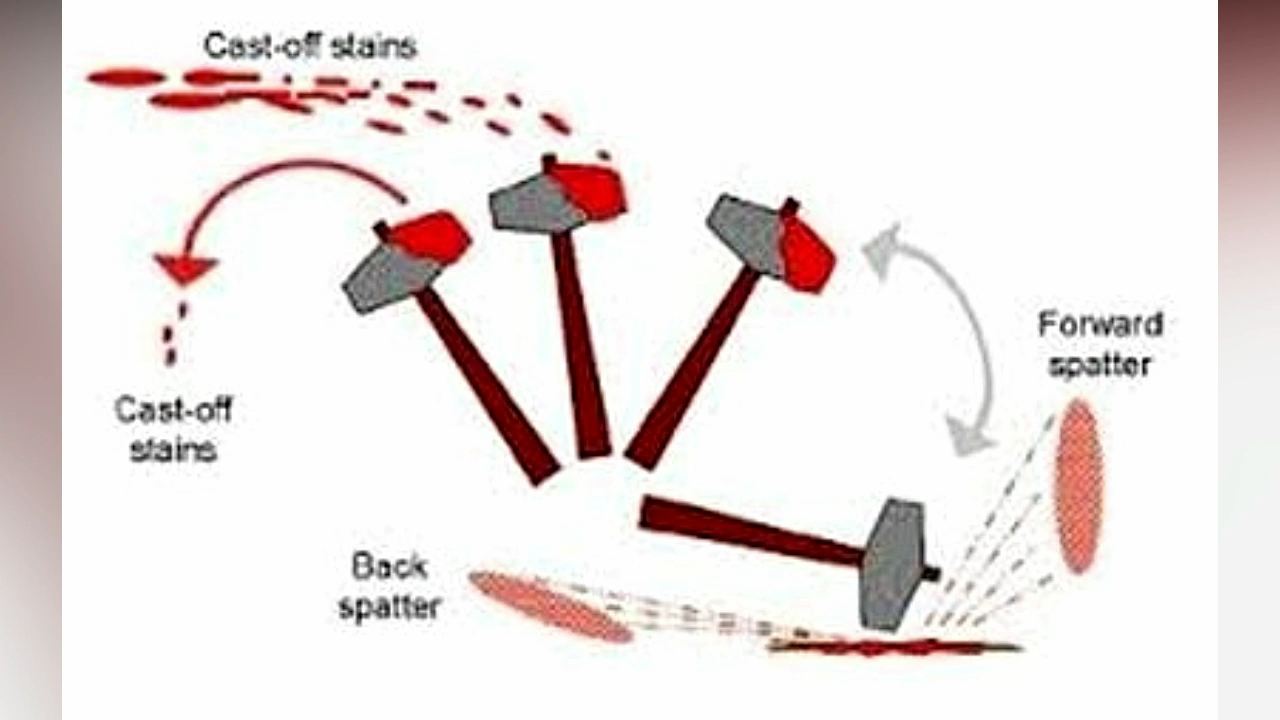 Cast-off stains
Forward
spatter
Cast-off
stains
Back
spatter